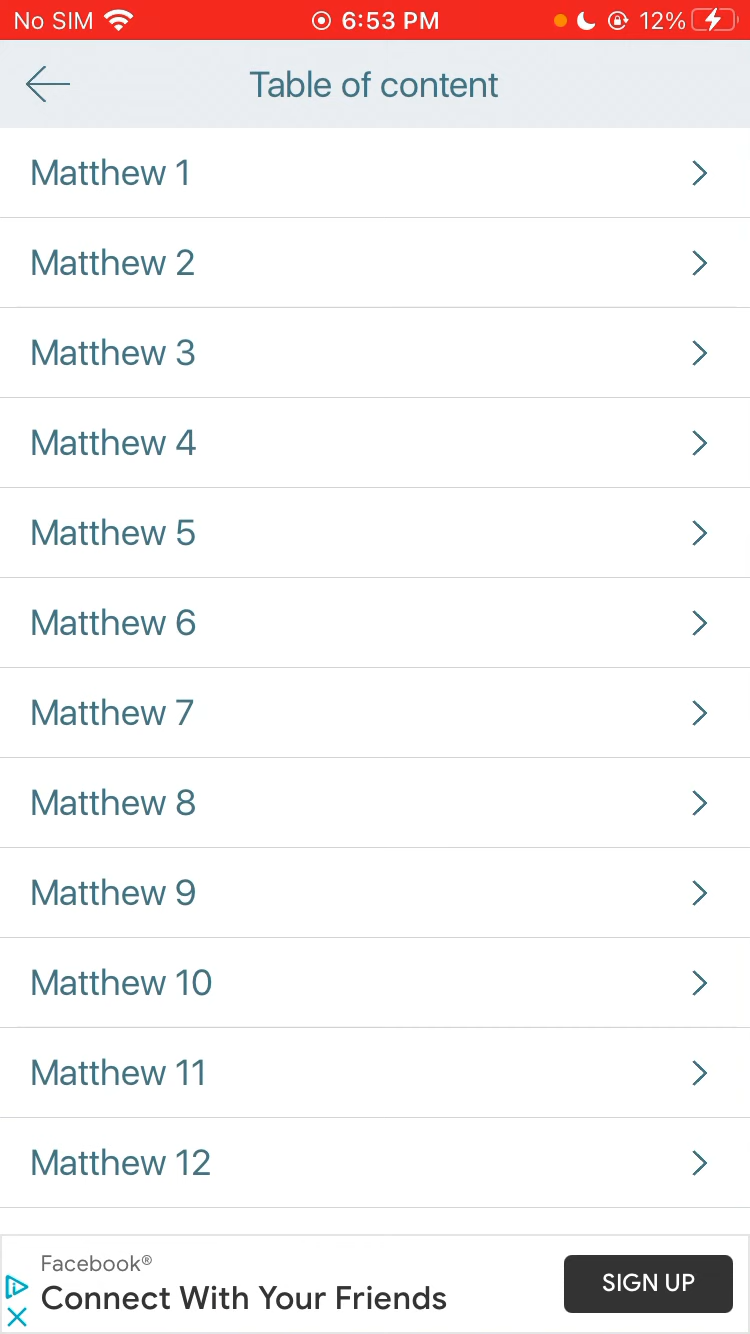 No SIM 6:53 PM 12%
Table of content
Matthew 1
Matthew 2
Matthew 3
Matthew 4
Matthew 5
Matthew 6
Matthew 7
Matthew 8
Matthew 9
Matthew 10
Matthew 11
Matthew 12
Facebook®
Connect With Your Friends
SIGN UP